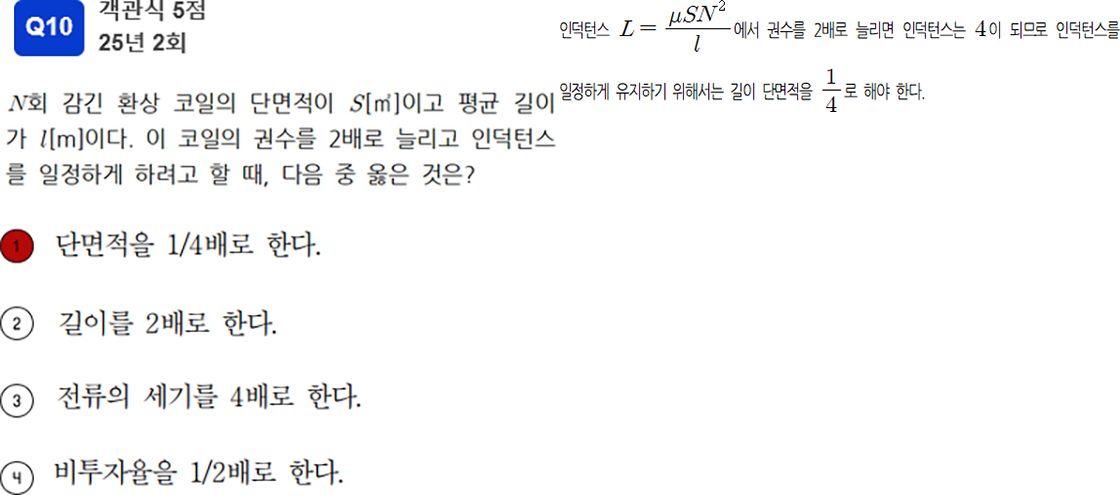 Q10
객관식 5점
25년 2회
N회 감긴 환상 코일의 단면적이 S[㎡]이고 평균 길이
가 l[m]이다. 이 코일의 권수를 2배로 늘리고 인덕턴스
를 일정하게 하려고 할 때, 다음 중 옳은 것은?
1 단면적을 1/4배로 한다.
2 길이를 2배로 한다.
3 전류의 세기를 4배로 한다.
4 비투자율을 1/2배로 한다.
인덕턴스 L = μSN²/l 에서 권수를 2배로 늘리면 인덕턴스는 4이 되므로 인덕턴스를
일정하게 유지하기 위해서는 길이 단면적을 1/4로 해야 한다.